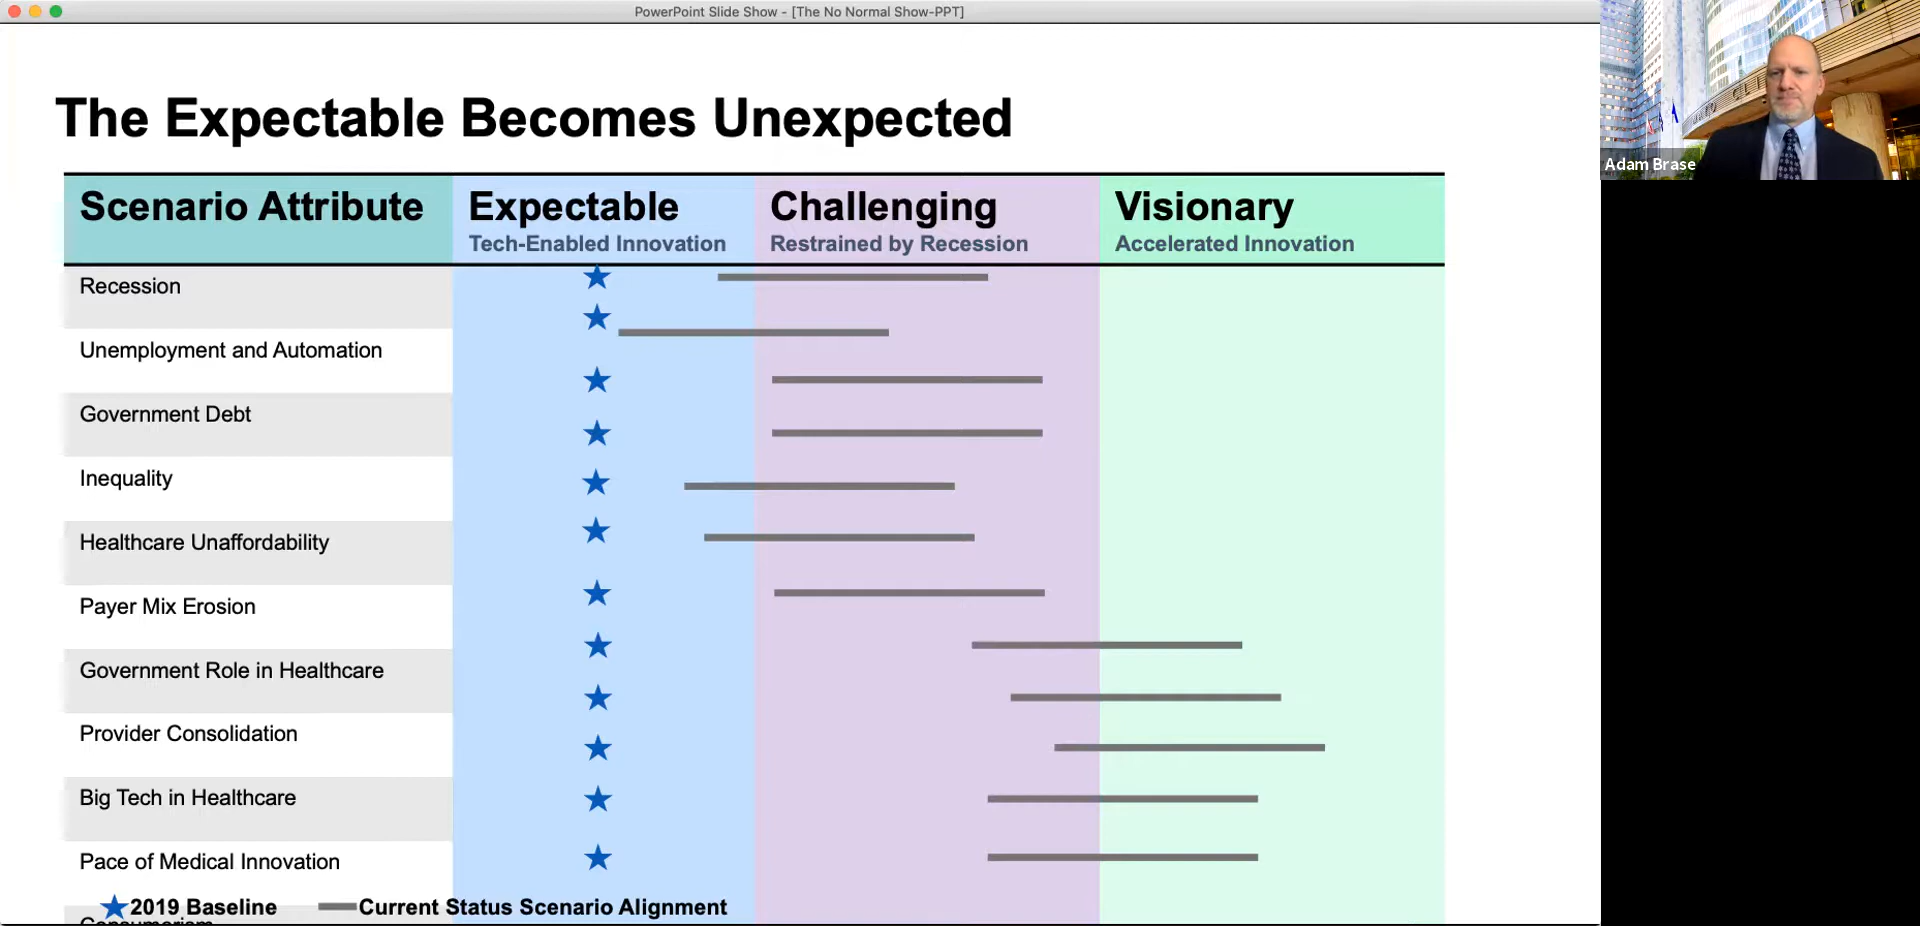 PowerPoint Slide Show - [The No Normal Show-PPT]
The Expectable Becomes Unexpected
Scenario Attribute
Expectable
Tech-Enabled Innovation
Challenging
Restrained by Recession
Visionary
Accelerated Innovation
Recession
Unemployment and Automation
Government Debt
Inequality
Healthcare Unaffordability
Payer Mix Erosion
Government Role in Healthcare
Provider Consolidation
Big Tech in Healthcare
Pace of Medical Innovation
2019 Baseline
Current Status Scenario Alignment
Consumerism
Adam Brase